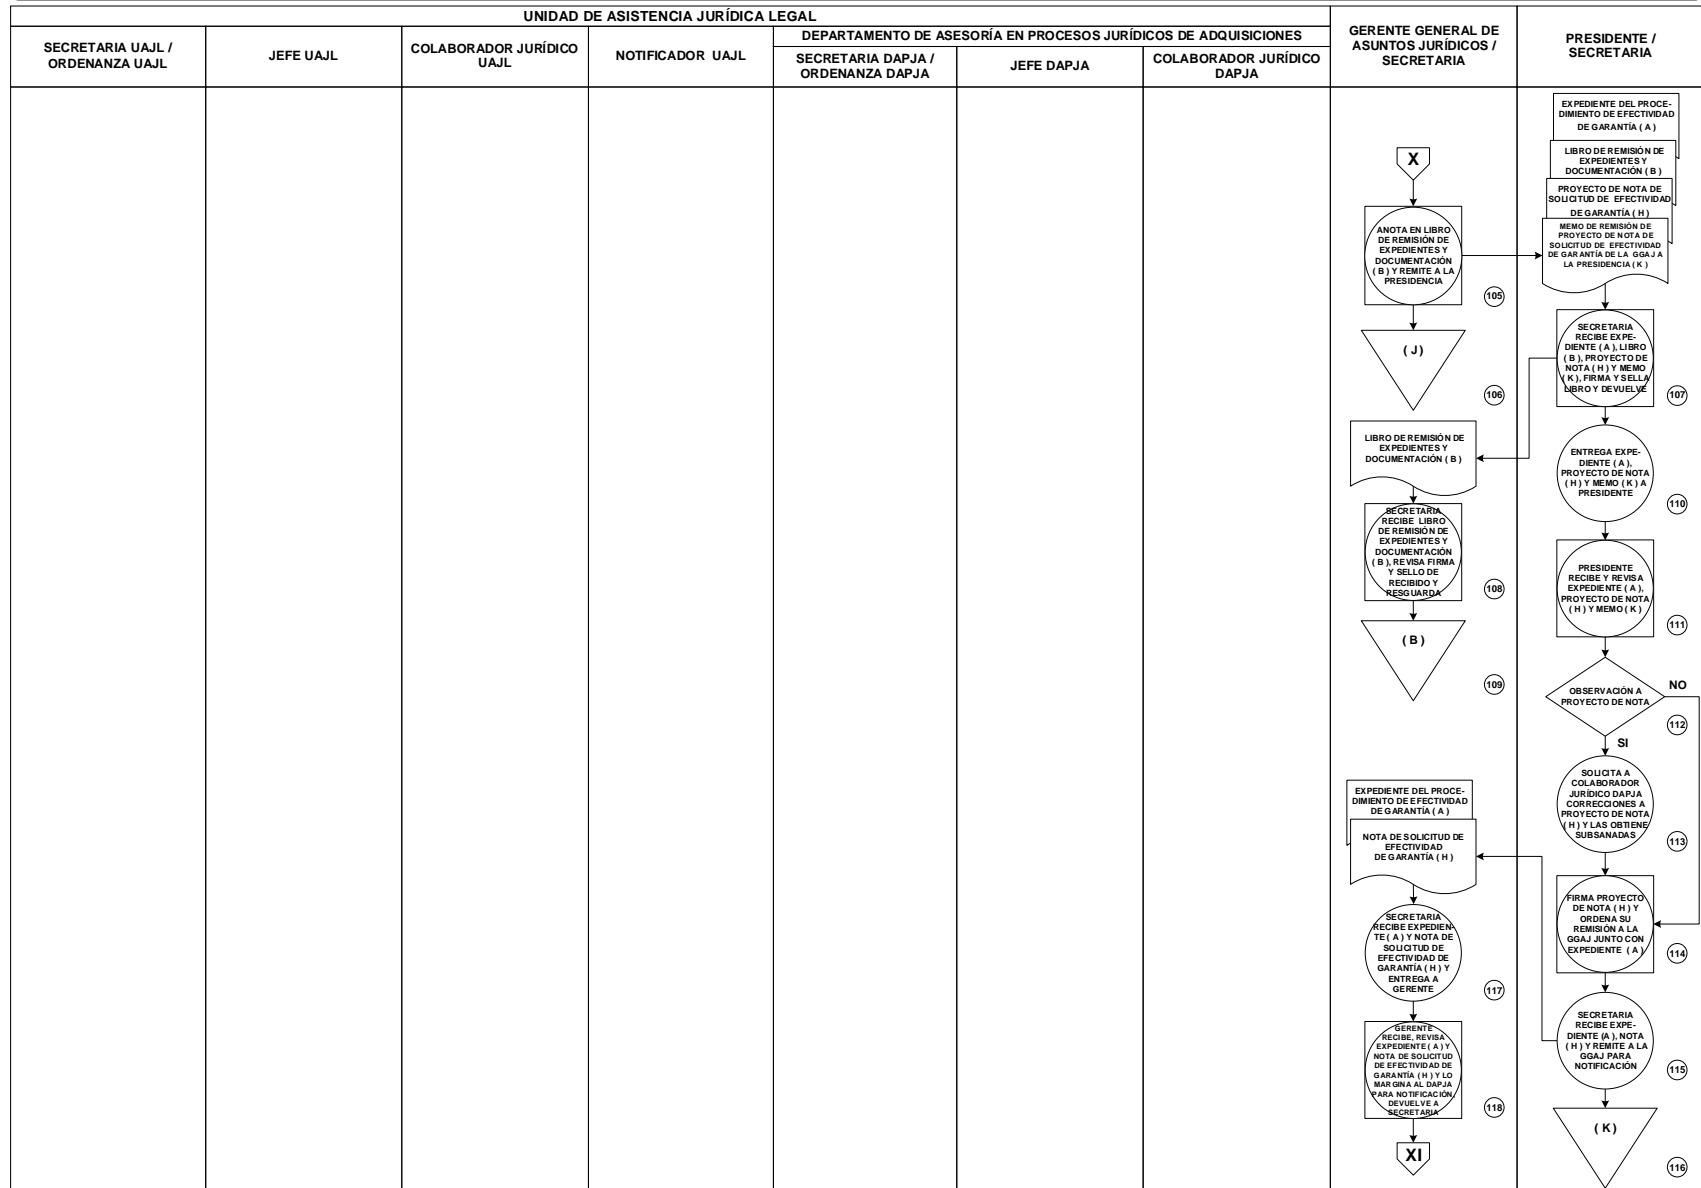 UNIDAD DE ASISTENCIA JURÍDICA LEGAL
SECRETARIA UAJL /
ORDENANZA UAJL
JEFE UAJL
COLABORADOR JURÍDICO
UAJL
NOTIFICADOR UAJL
DEPARTAMENTO DE ASESORÍA EN PROCESOS JURÍDICOS DE ADQUISICIONES
SECRETARIA DAPJA /
ORDENANZA DAPJA
JEFE DAPJA
COLABORADOR JURÍDICO
DAPJA
GERENTE GENERAL DE
ASUNTOS JURÍDICOS /
SECRETARIA
PRESIDENTE /
SECRETARIA
X
ANOTA EN LIBRO
DE REMISIÓN DE
EXPEDIENTES Y
DOCUMENTACIÓN
( B ) Y REMITE A LA
PRESIDENCIA
105
( J )
106
EXPEDIENTE DEL PROCE-
DIMIENTO DE EFECTIVIDAD
DE GARANTÍA ( A )
LIBRO DE REMISIÓN DE
EXPEDIENTES Y
DOCUMENTACIÓN ( B )
PROYECTO DE NOTA DE
SOLICITUD DE EFECTIVIDAD
DE GARANTÍA ( H )
MEMO DE REMISIÓN DE
PROYECTO DE NOTA DE
SOLICITUD DE EFECTIVIDAD
DE GARANTÍA DE LA GGAJ A
LA PRESIDENCIA ( K )
SECRETARIA
RECIBE EXPE-
DIENTE ( A ), LIBRO
( B ), PROYECTO DE
NOTA ( H ) Y MEMO
( K ), FIRMA Y SELLA
LIBRO Y DEVUELVE
107
LIBRO DE REMISIÓN DE
EXPEDIENTES Y
DOCUMENTACIÓN ( B )
SECRETARIA
RECIBE LIBRO
DE REMISIÓN DE
EXPEDIENTES Y
DOCUMENTACIÓN
( B ), REVISA FIRMA
Y SELLO DE
RECIBIDO Y
RESGUARDA
108
( B )
109
ENTREGA EXPE-
DIENTE ( A ),
PROYECTO DE NOTA
( H ) Y MEMO ( K ) A
PRESIDENTE
110
PRESIDENTE
RECIBE Y REVISA
EXPEDIENTE ( A ),
PROYECTO DE NOTA
( H ) Y MEMO ( K )
111
OBSERVACIÓN A
PROYECTO DE NOTA
NO
112
SI
SOLICITA A
COLABORADOR
JURÍDICO DAPJA
CORRECCIONES A
PROYECTO DE NOTA
( H ) Y LAS OBTIENE
SUBSANADAS
113
FIRMA PROYECTO
DE NOTA ( H ) Y
ORDENA SU
REMISIÓN A LA
GGAJ JUNTO CON
EXPEDIENTE ( A )
114
SECRETARIA
RECIBE EXPE-
DIENTE (A ), NOTA
( H ) Y REMITE A LA
GGAJ PARA
NOTIFICACIÓN
115
( K )
116
EXPEDIENTE DEL PROCE-
DIMIENTO DE EFECTIVIDAD
DE GARANTÍA ( A )
NOTA DE SOLICITUD DE
EFECTIVIDAD
DE GARANTÍA ( H )
SECRETARIA
RECIBE EXPEDIEN-
TE ( A ) Y NOTA DE
SOLICITUD DE
EFECTIVIDAD DE
GARANTÍA ( H ) Y
ENTREGA A
GERENTE
117
GERENTE
RECIBE, REVISA
EXPEDIENTE ( A ) Y
NOTA DE SOLICITUD
DE EFECTIVIDAD DE
GARANTÍA ( H ) Y LO
MARGINA AL DAPJA
PARA NOTIFICACIÓN,
DEVUELVE A
SECRETARIA
118
XI